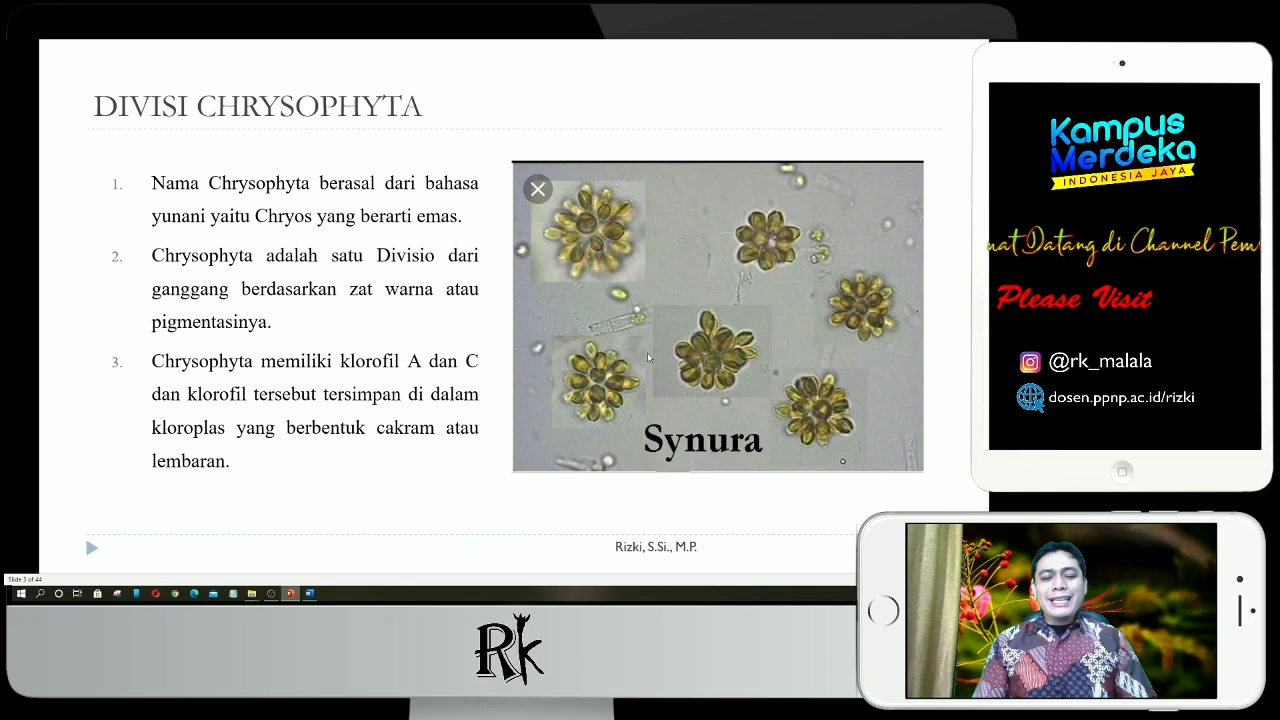 DIVISI CHRYSOPHYTA
1. Nama Chrysophyta berasal dari bahasa
yunani yaitu Chryos yang berarti emas.
2. Chrysophyta adalah satu Divisio dari
ganggang berdasarkan zat warna atau
pigmentasinya.
3. Chrysophyta memiliki klorofil A dan C
dan klorofil tersebut tersimpan di dalam
kloroplas yang berbentuk cakram atau
lembaran.
Synura
Rizki, S.Si., M.P.
Slide 3 of 44
Rk
Kampus
Merdeka
INDONESIA JAYA
mat Datang di Channel Pem
Please Visit
@rk_malala
dosen.ppnp.ac.id/rizki